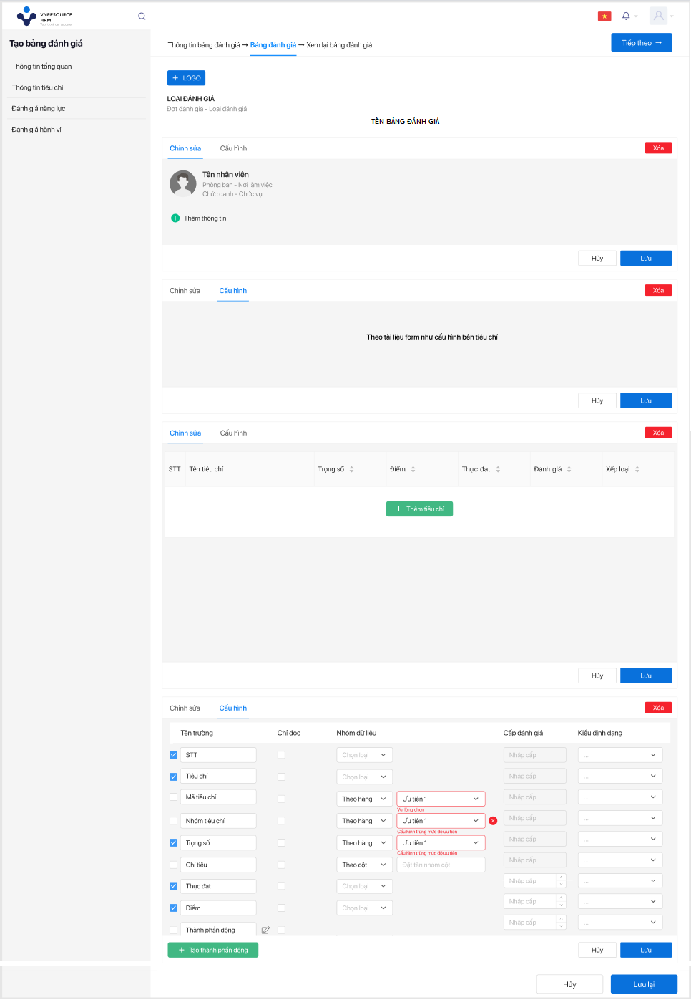 VNRESOURCE
HRM
Tạo bảng đánh giá
Thông tin tổng quan
Thông tin tiêu chí
Đánh giá năng lực
Đánh giá hành vi
Thông tin bảng đánh giá → Bảng đánh giá → Xem lại bảng đánh giá
Tiếp theo →
+ LOGO
LOẠI ĐÁNH GIÁ
Đợt đánh giá - Loại đánh giá
TÊN BẢNG ĐÁNH GIÁ
Chỉnh sửa Cấu hình Xóa
Tên nhân viên
Phòng ban - Nơi làm việc
Chức danh - Chức vụ
Thêm thông tin
Hủy Lưu
Chỉnh sửa Cấu hình Xóa
Theo tài liệu form như cấu hình bên tiêu chí
Hủy Lưu
Chỉnh sửa Cấu hình Xóa
STT Tên tiêu chí Trọng số Điểm Thực đạt Đánh giá Xếp loại
+ Thêm tiêu chí
Hủy Lưu
Chỉnh sửa Cấu hình Xóa
Tên trường Chỉ đọc Nhóm dữ liệu Cấp đánh giá Kiểu định dạng
STT Chọn loại Nhập cấp ...
Tiêu chí Chọn loại Nhập cấp ...
Mã tiêu chí Theo hàng Ưu tiên 1 Nhập cấp ...
Vui lòng chọn
Nhóm tiêu chí Theo hàng Ưu tiên 1 Nhập cấp ...
Cấu hình trùng mức độ ưu tiên
Trọng số Theo hàng Ưu tiên 1 Nhập cấp ...
Cấu hình trùng mức độ ưu tiên
Chỉ tiêu Theo cột Đặt tên nhóm cột Nhập cấp ...
Thực đạt Chọn loại Nhập cấp ...
Điểm Chọn loại Nhập cấp ...
Thành phần động Nhập cấp ...
+ Tạo thành phần động Hủy Lưu
Hủy Lưu lại